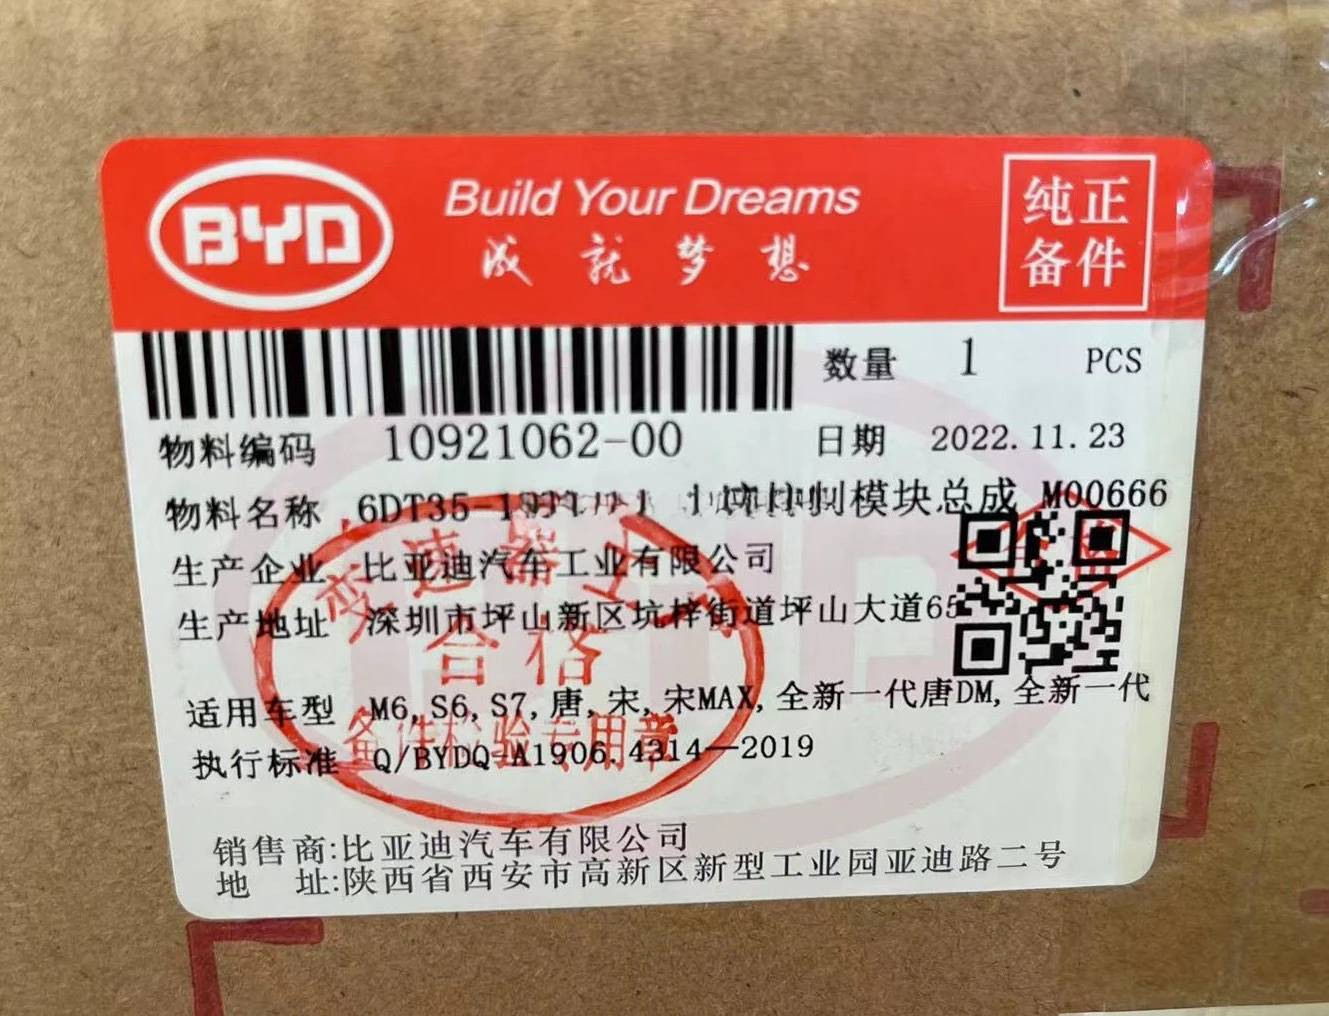 BYD
Build Your Dreams
成就梦想
纯正
备件
数量 1 PCS
物料编码 10921062-00
日期 2022.11.23
物料名称 6DT35- 模块总成 M00666
生产企业 比亚迪汽车工业有限公司
生产地址 深圳市坪山新区坑梓街道坪山大道65
适用车型 M6,S6,S7,唐,宋,宋MAX,全新一代唐DM,全新一代
执行标准 Q/BYDQ-A1906.4314—2019
变速器工
合格
备件检验专用章
销售商:比亚迪汽车有限公司
地 址:陕西省西安市高新区新型工业园亚迪路二号